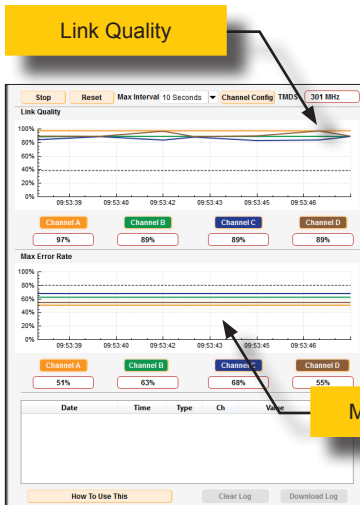 Link Quality
Stop Reset Max Interval 10 Seconds Channel Config TMDS 301 MHz
Link Quality
100%
80%
60%
40%
20%
0%
09:53:39 09:53:40 09:53:42 09:53:43 09:53:45 09:53:46
Channel A Channel B Channel C Channel D
97% 89% 89% 89%
Max Error Rate
100%
80%
60%
40%
20%
0%
09:53:39 09:53:40 09:53:42 09:53:43 09:53:45 09:53:46
Channel A Channel B Channel C Channel D
51% 63% 68% 55%
M
Date Time Type Ch Value
How To Use This Clear Log Download Log